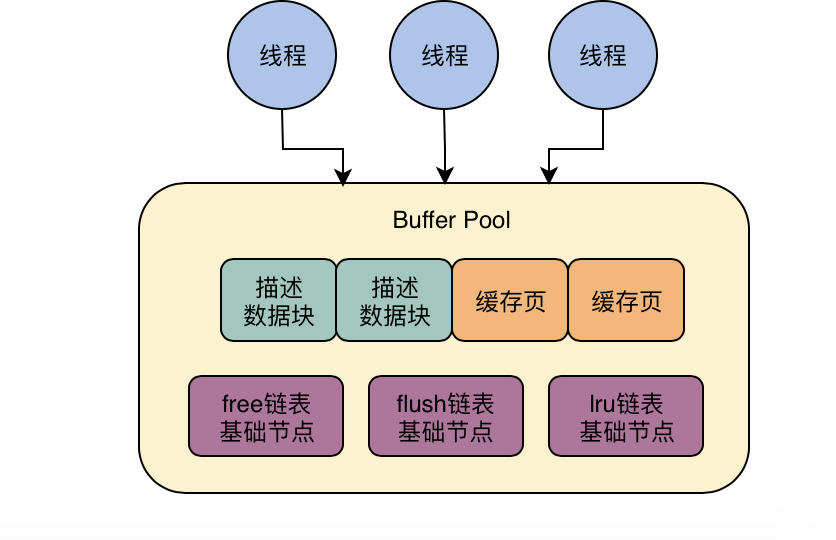 线程
线程
线程
Buffer Pool
描述
数据块
描述
数据块
缓存页
缓存页
free链表
基础节点
flush链表
基础节点
lru链表
基础节点